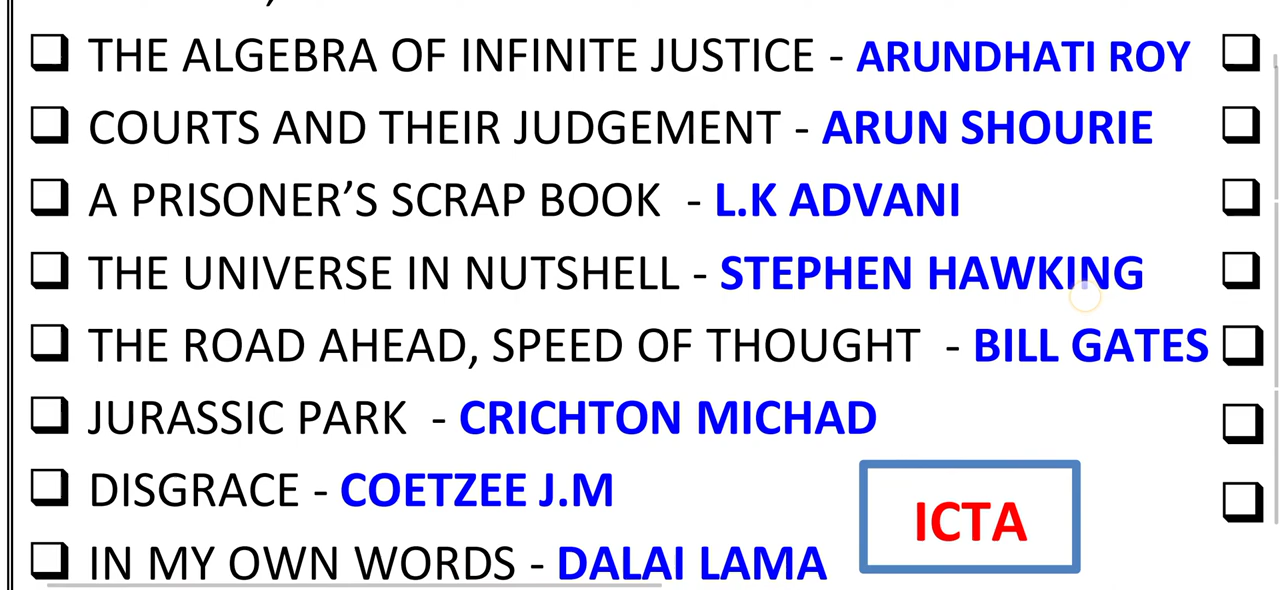 ❑ THE ALGEBRA OF INFINITE JUSTICE - ARUNDHATI ROY ❑
❑ COURTS AND THEIR JUDGEMENT - ARUN SHOURIE ❑
❑ A PRISONER’S SCRAP BOOK - L.K ADVANI ❑
❑ THE UNIVERSE IN NUTSHELL - STEPHEN HAWKING ❑
❑ THE ROAD AHEAD, SPEED OF THOUGHT - BILL GATES ❑
❑ JURASSIC PARK - CRICHTON MICHAD ❑
❑ DISGRACE - COETZEE J.M ❑
ICTA
❑ IN MY OWN WORDS - DALAI LAMA